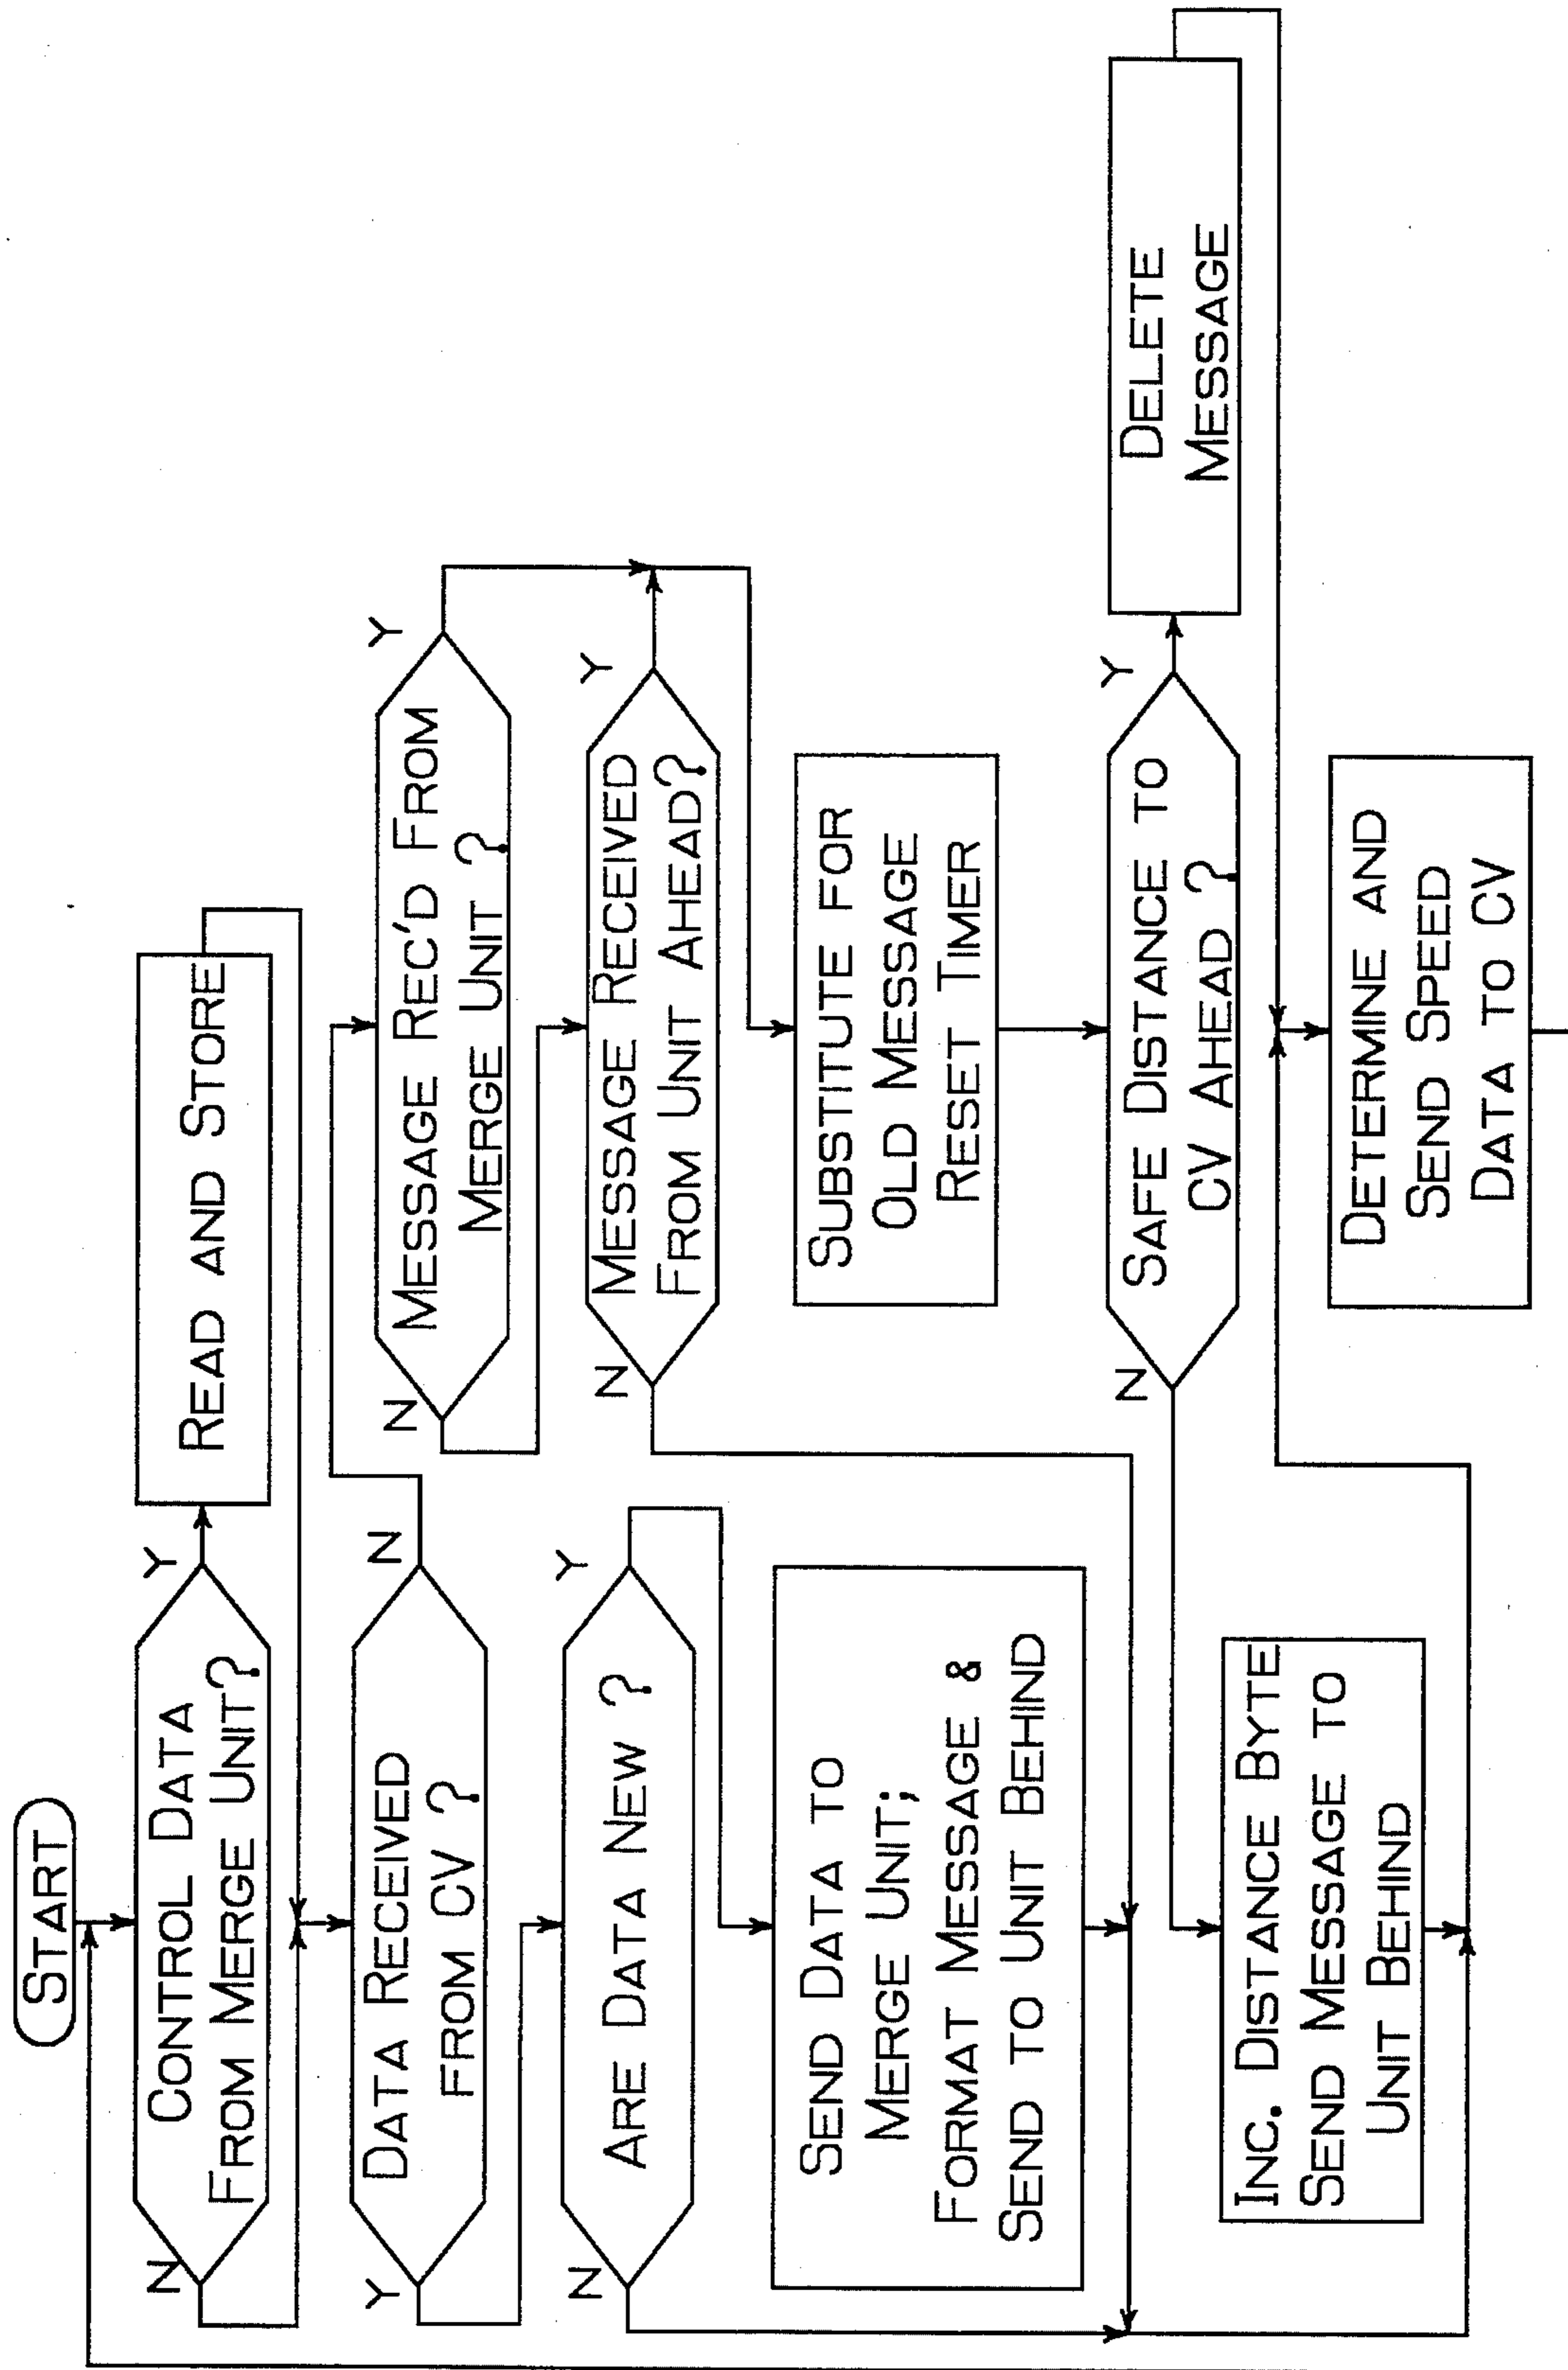 START
CONTROL DATA
FROM MERGE UNIT?
N
Y
READ AND STORE
DATA RECEIVED
FROM CV ?
Y
N
ARE DATA NEW ?
N
Y
SEND DATA TO
MERGE UNIT;
FORMAT MESSAGE &
SEND TO UNIT BEHIND
MESSAGE REC'D FROM
MERGE UNIT ?
N
Y
MESSAGE RECEIVED
FROM UNIT AHEAD?
N
Y
SUBSTITUTE FOR
OLD MESSAGE
RESET TIMER
SAFE DISTANCE TO
CV AHEAD ?
N
Y
DELETE
MESSAGE
INC. DISTANCE BYTE
SEND MESSAGE TO
UNIT BEHIND
DETERMINE AND
SEND SPEED
DATA TO CV